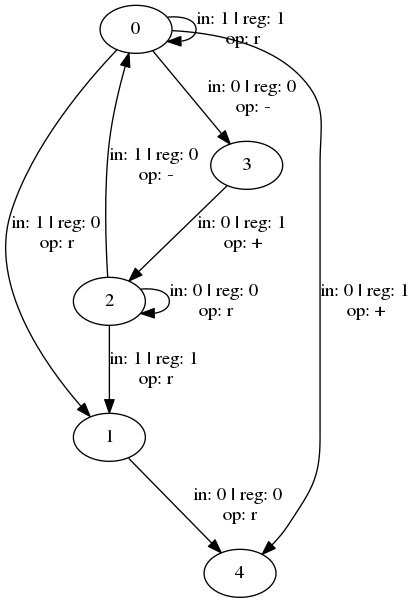 0
in: 1 | reg: 1
op: r
in: 0 | reg: 0
op: -
in: 1 | reg: 0
op: -
3
in: 0 | reg: 1
op: +
in: 1 | reg: 0
op: r
2
in: 0 | reg: 0
op: r
in: 0 | reg: 1
op: +
in: 1 | reg: 1
op: r
1
in: 0 | reg: 0
op: r
4